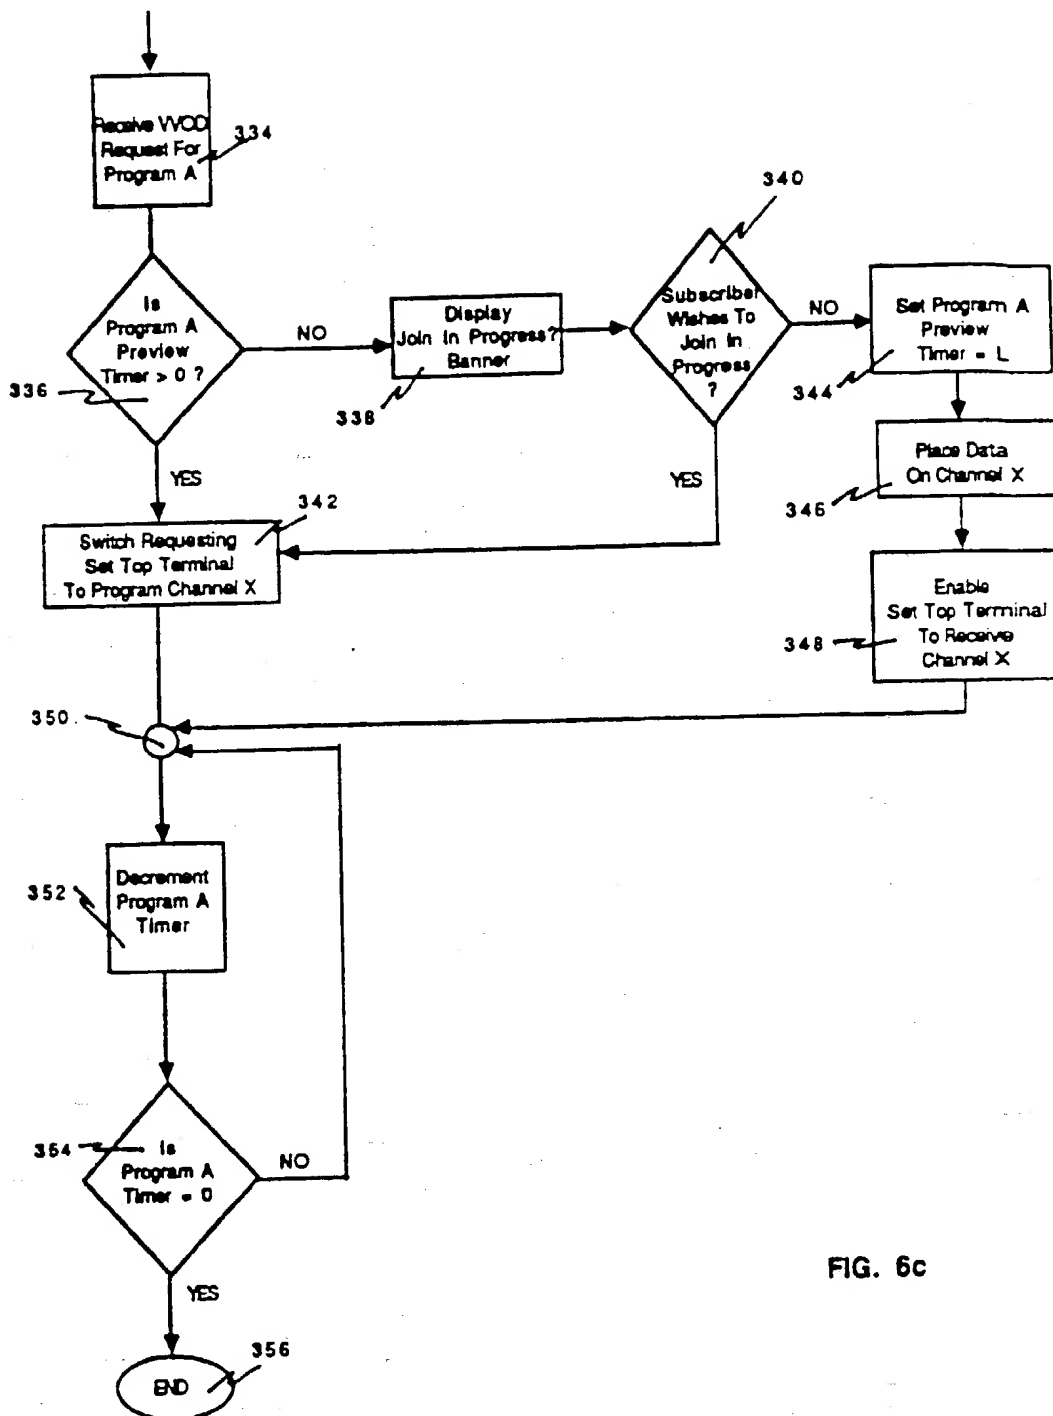 Receive VVOD
Request For
Program A
334
Is
Program A
Preview
Timer > 0 ?
336
NO
YES
Display
Join In Progress?
Banner
338
340
Subscriber
Wishes To
Join In
Progress
?
NO
YES
Set Program A
Preview
Timer = L
344
Place Data
On Channel X
346
Enable
Set Top Terminal
To Receive
Channel X
348
342
Switch Requesting
Set Top Terminal
To Program Channel X
350
352
Decrement
Program A
Timer
354
Is
Program A
Timer = 0
NO
YES
END
356
FIG. 6c